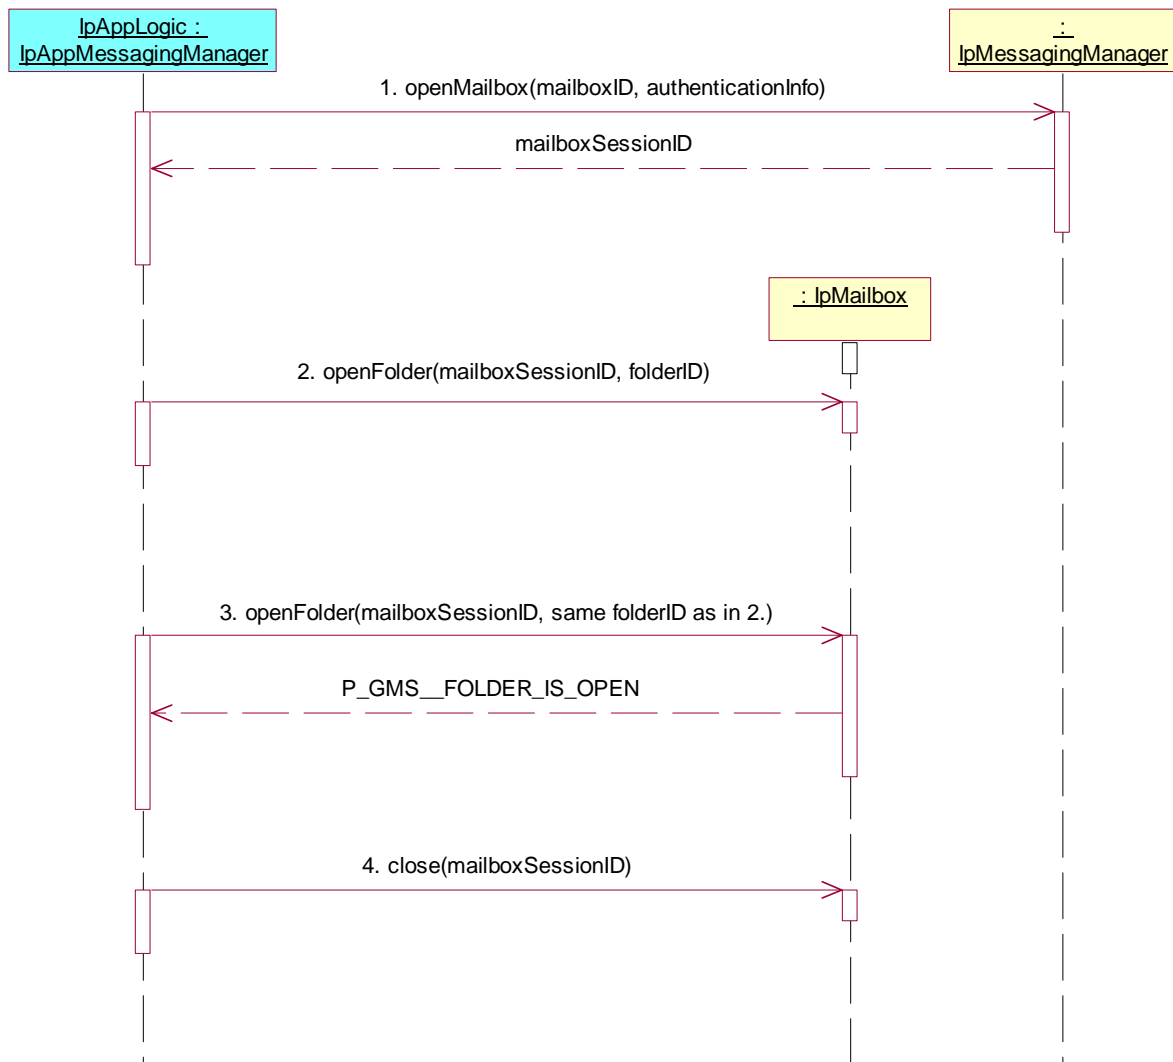 IpAppLogic :
IpAppMessagingManager
:
IpMessagingManager
1. openMailbox(mailboxID, authenticationInfo)
mailboxSessionID
: IpMailbox
2. openFolder(mailboxSessionID, folderID)
3. openFolder(mailboxSessionID, same folderID as in 2.)
P_GMS__FOLDER_IS_OPEN
4. close(mailboxSessionID)